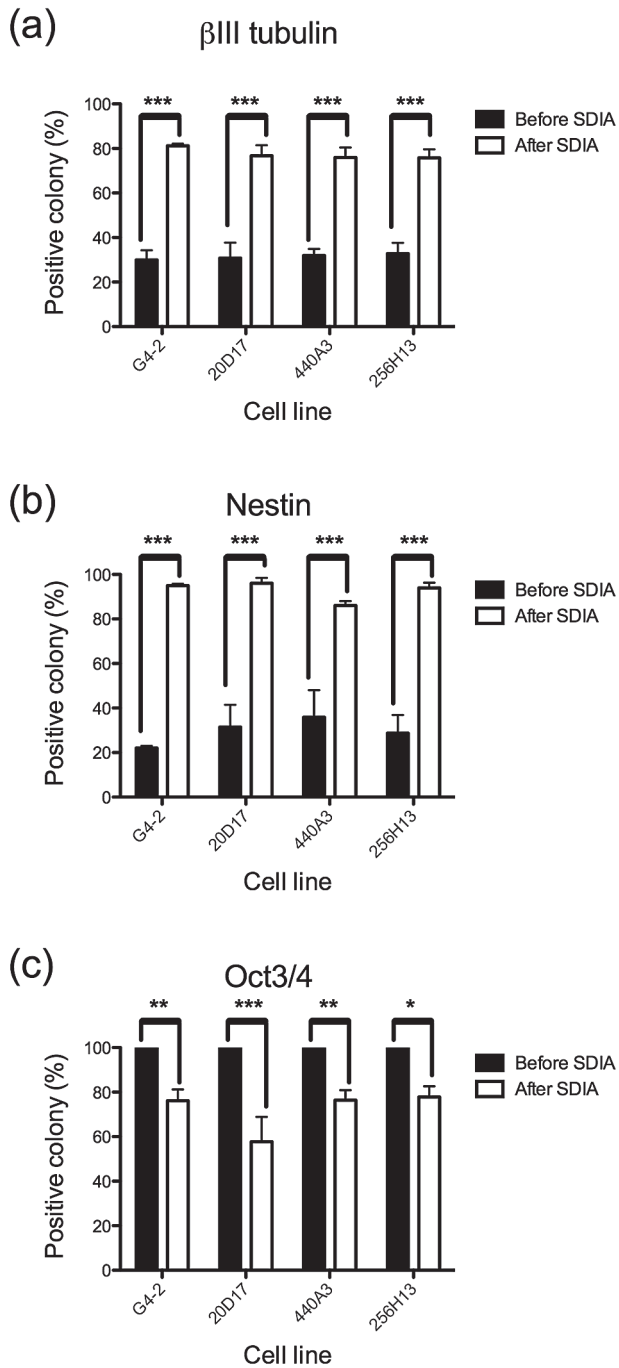 (a)
βIII tubulin
*** *** *** ***
Positive colony (%)
100
80
60
40
20
0
Before SDIA
After SDIA
G4-2
20D17
440A3
256H13
Cell line
(b)
Nestin
*** *** *** ***
Positive colony (%)
100
80
60
40
20
0
Before SDIA
After SDIA
G4-2
20D17
440A3
256H13
Cell line
(c)
Oct3/4
** *** ** *
Positive colony (%)
100
80
60
40
20
0
Before SDIA
After SDIA
G4-2
20D17
440A3
256H13
Cell line